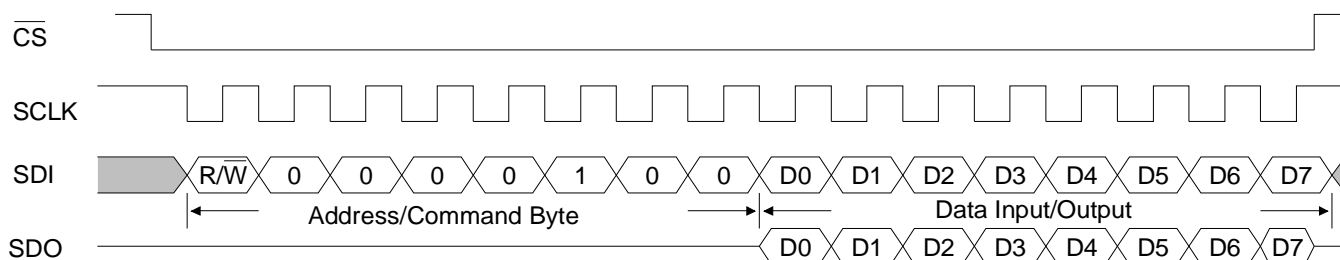 C̅S̅
SCLK
SDI R/W̅ 0 0 0 0 1 0 0 D0 D1 D2 D3 D4 D5 D6 D7
Address/Command Byte Data Input/Output
SDO D0 D1 D2 D3 D4 D5 D6 D7